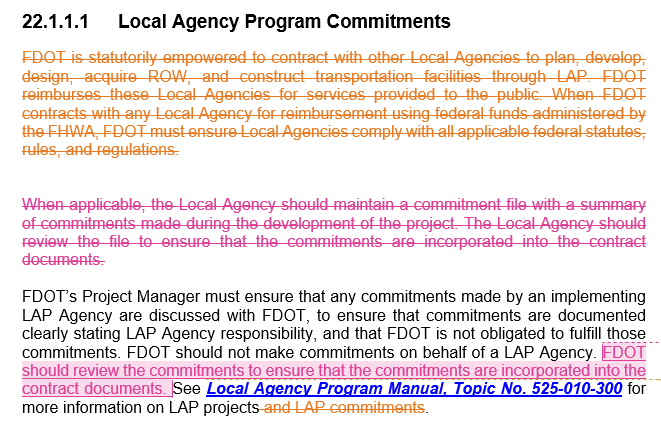 22.1.1.1 Local Agency Program Commitments
FDOT is statutorily empowered to contract with other Local Agencies to plan, develop,
design, acquire ROW, and construct transportation facilities through LAP. FDOT
reimburses these Local Agencies for services provided to the public. When FDOT
contracts with any Local Agency for reimbursement using federal funds administered by
the FHWA, FDOT must ensure Local Agencies comply with all applicable federal statutes,
rules, and regulations.
When applicable, the Local Agency should maintain a commitment file with a summary
of commitments made during the development of the project. The Local Agency should
review the file to ensure that the commitments are incorporated into the contract
documents.
FDOT's Project Manager must ensure that any commitments made by an implementing
LAP Agency are discussed with FDOT, to ensure that commitments are documented
clearly stating LAP Agency responsibility, and that FDOT is not obligated to fulfill those
commitments. FDOT should not make commitments on behalf of a LAP Agency. FDOT
should review the commitments to ensure that the commitments are incorporated into the
contract documents. See Local Agency Program Manual, Topic No. 525-010-300 for
more information on LAP projects and LAP commitments.